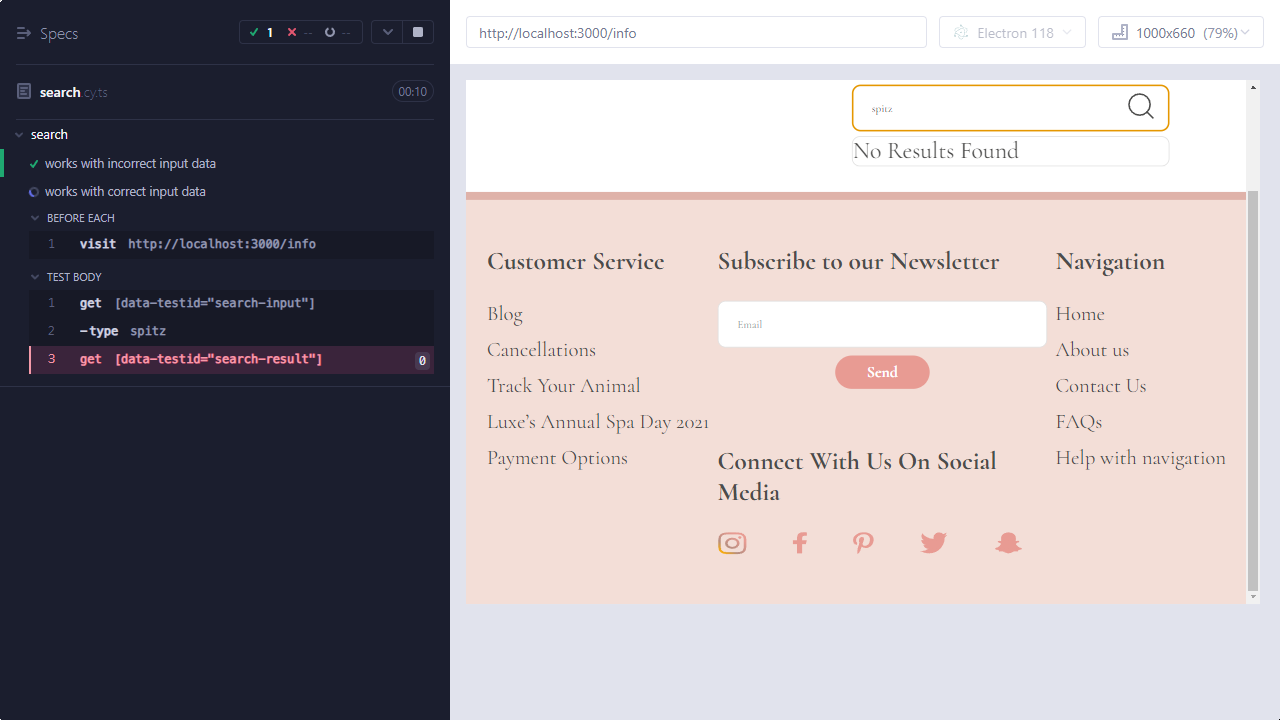 Specs
1
--
--
search.cy.ts
00:10
search
works with incorrect input data
works with correct input data
BEFORE EACH
1 visit http://localhost:3000/info
TEST BODY
1 get [data-testid="search-input"]
2 -type spitz
3 get [data-testid="search-result"] 0
http://localhost:3000/info
Electron 118
1000x660 (79%)
spitz
No Results Found
Customer Service
Blog
Cancellations
Track Your Animal
Luxe's Annual Spa Day 2021
Payment Options
Subscribe to our Newsletter
Email
Send
Connect With Us On Social
Media
Navigation
Home
About us
Contact Us
FAQs
Help with navigation